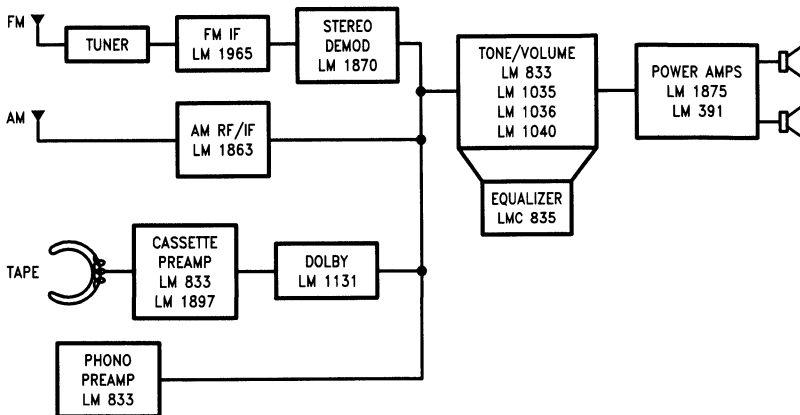 FM
TUNER
FM IF
LM 1965
STEREO
DEMOD
LM 1870
AM
AM RF/IF
LM 1863
TAPE
CASSETTE
PREAMP
LM 833
LM 1897
DOLBY
LM 1131
PHONO
PREAMP
LM 833
TONE/VOLUME
LM 833
LM 1035
LM 1036
LM 1040
EQUALIZER
LMC 835
POWER AMPS
LM 1875
LM 391